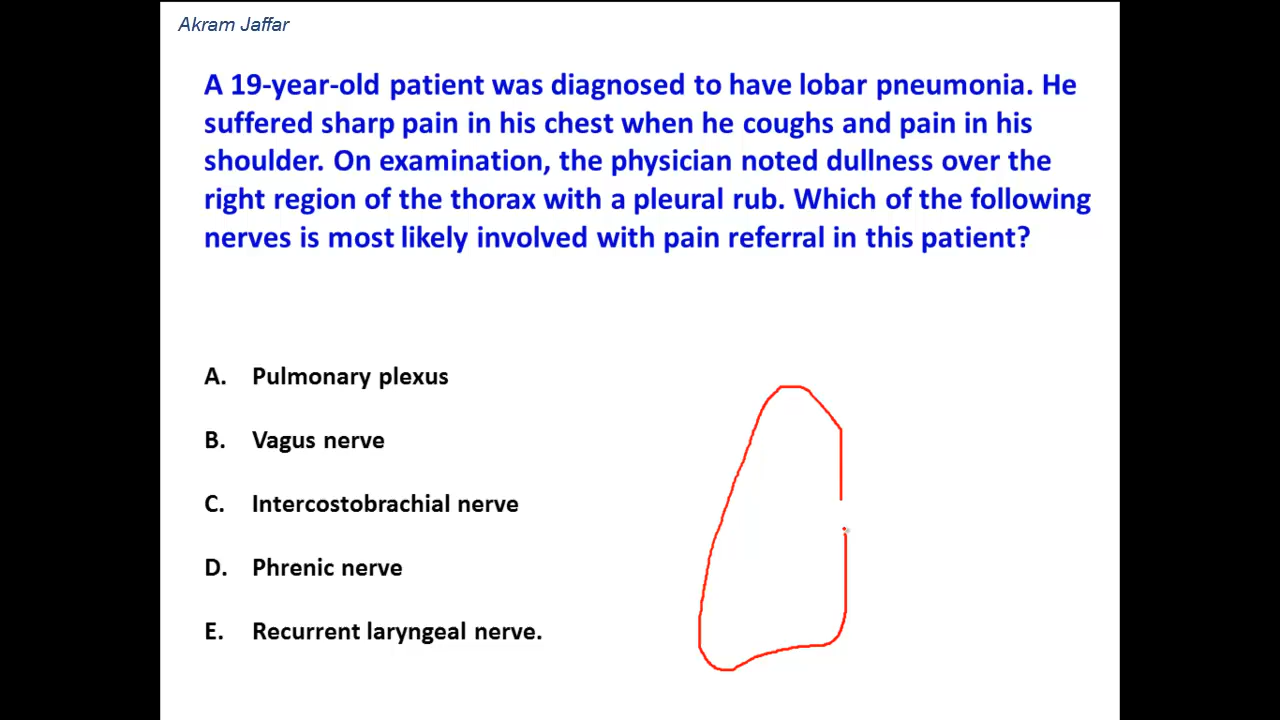 Akram Jaffar
A 19-year-old patient was diagnosed to have lobar pneumonia. He
suffered sharp pain in his chest when he coughs and pain in his
shoulder. On examination, the physician noted dullness over the
right region of the thorax with a pleural rub. Which of the following
nerves is most likely involved with pain referral in this patient?
A. Pulmonary plexus
B. Vagus nerve
C. Intercostobrachial nerve
D. Phrenic nerve
E. Recurrent laryngeal nerve.